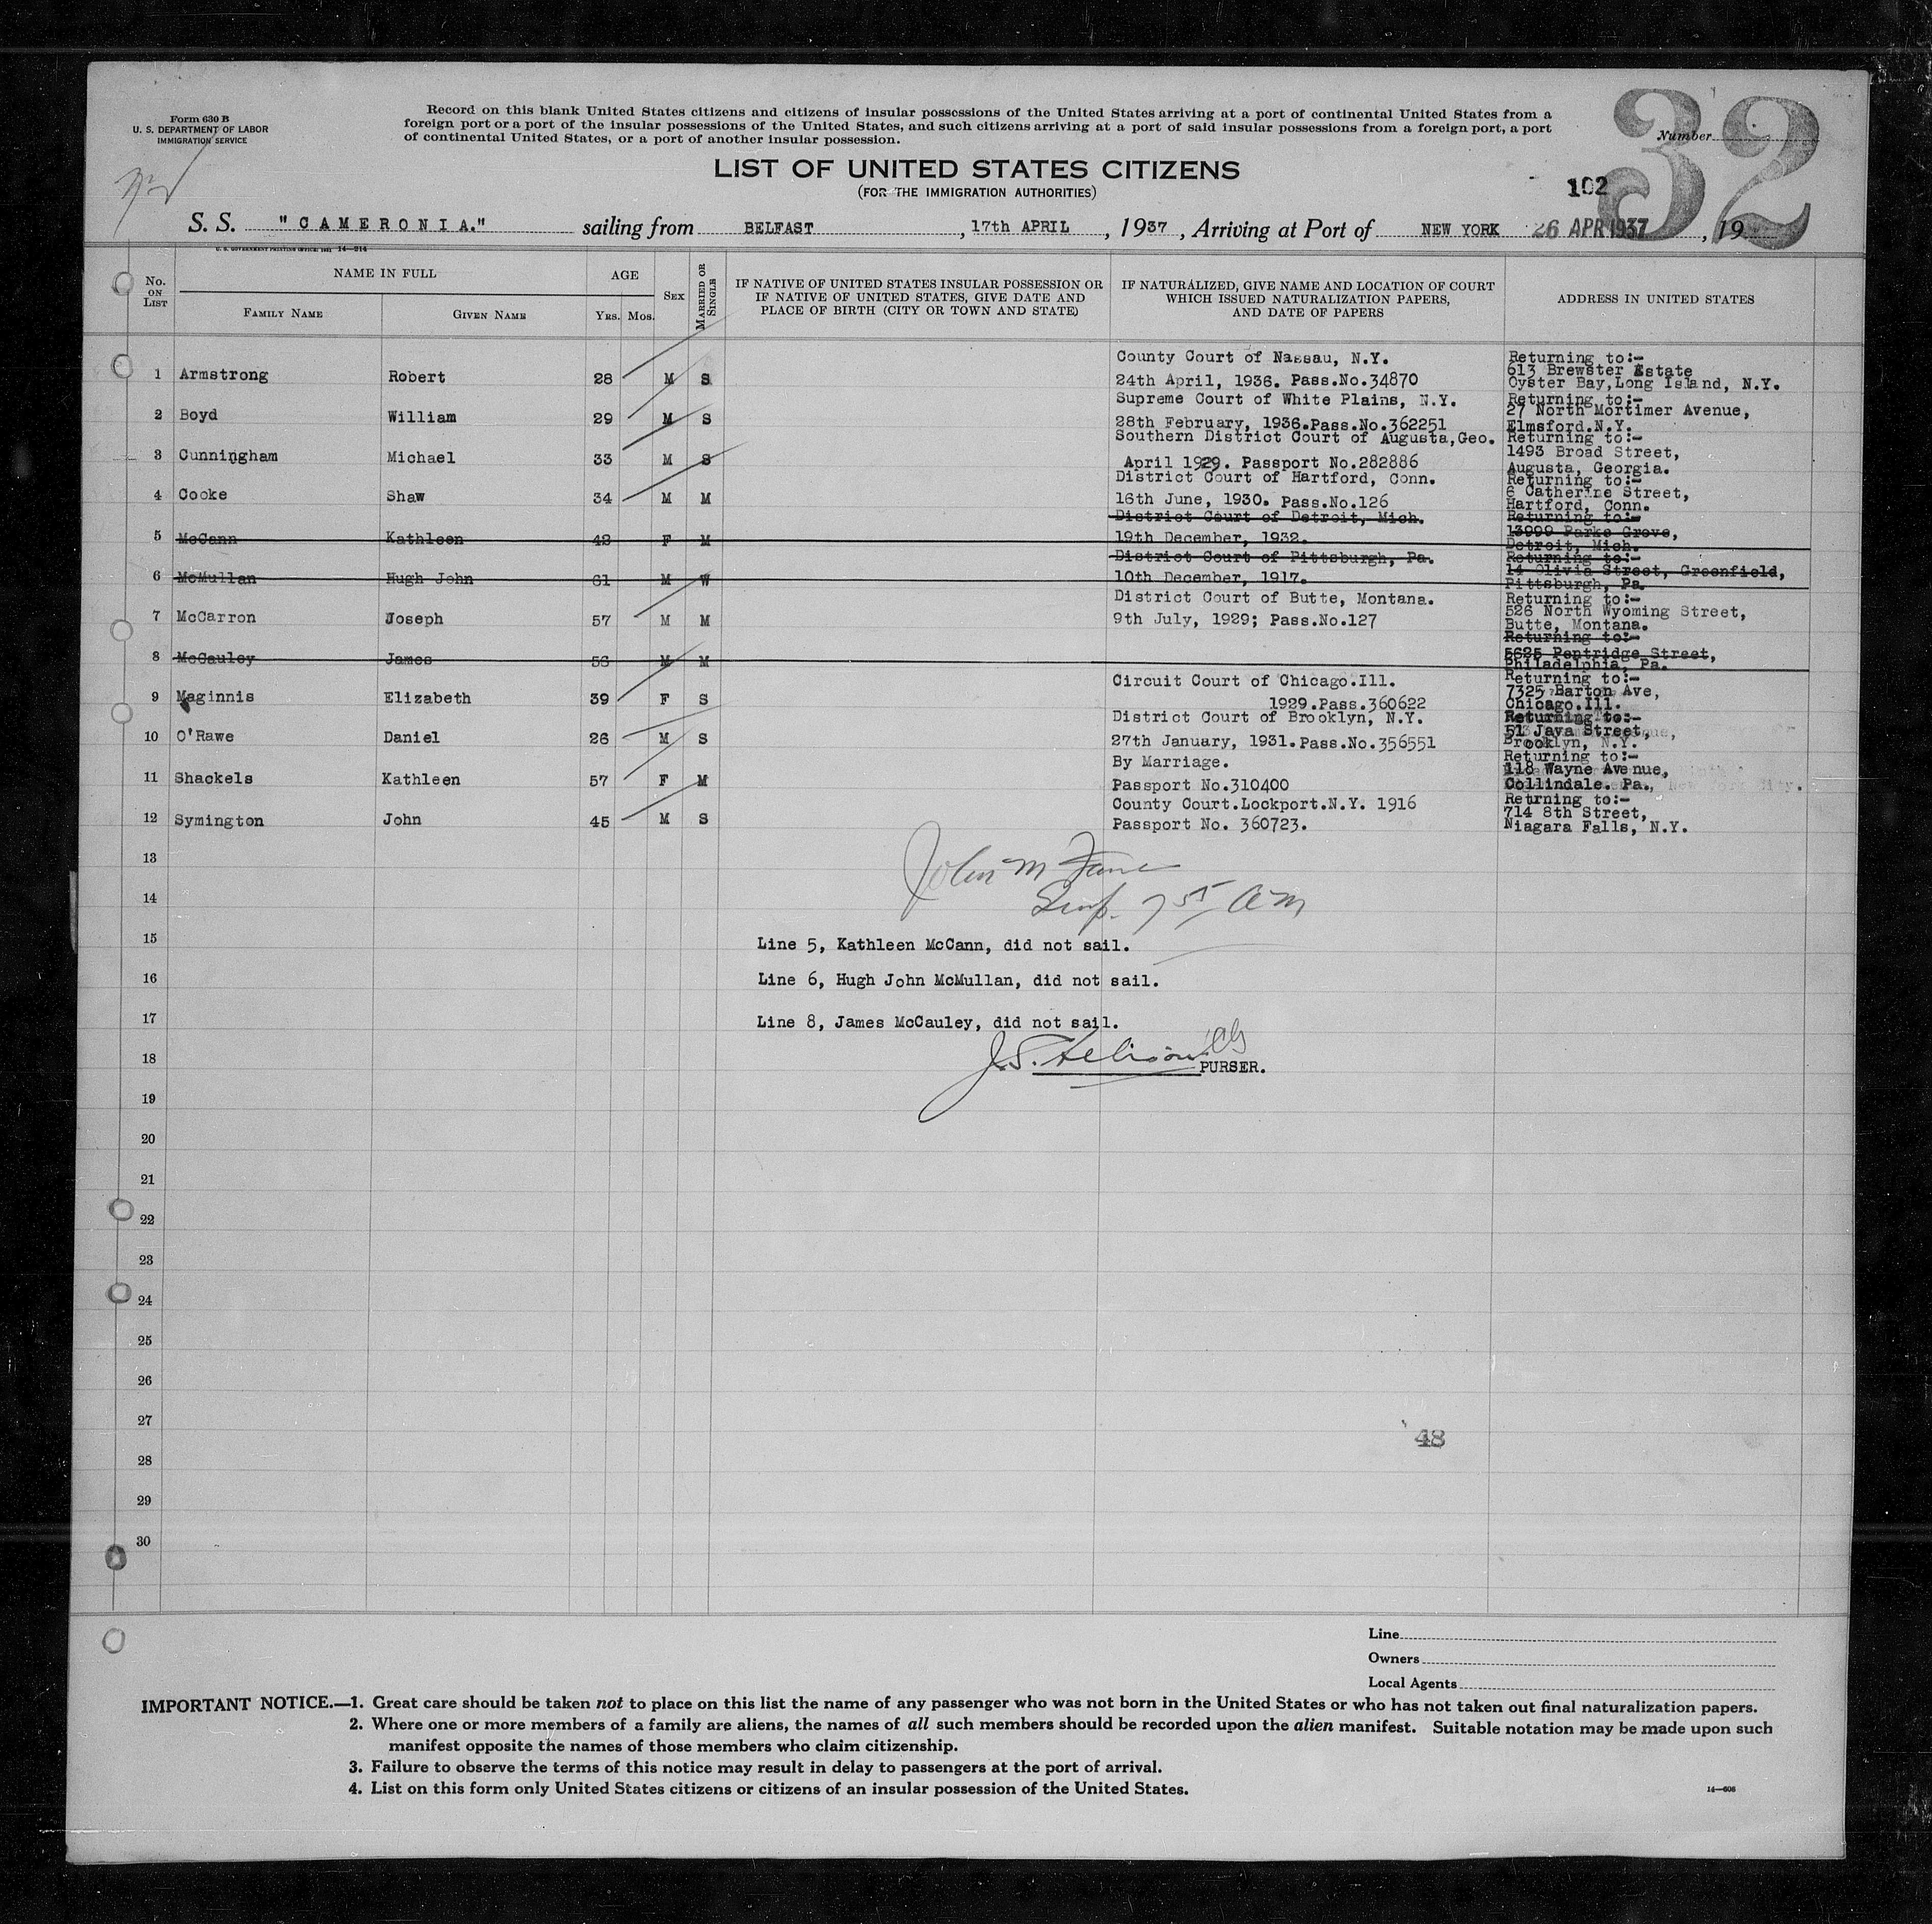 Form 630 B
U. S. DEPARTMENT OF LABOR
IMMIGRATION SERVICE
Record on this blank United States citizens and citizens of insular possessions of the United States arriving at a port of continental United States from a
foreign port or a port of the insular possessions of the United States, and such citizens arriving at a port of said insular possessions from a foreign port, a port
of continental United States, or a port of another insular possession.
Number
32
LIST OF UNITED STATES CITIZENS
(FOR THE IMMIGRATION AUTHORITIES)
102
S. S. "CAMERONIA." sailing from BELFAST, 17th APRIL, 1937, Arriving at Port of NEW YORK 26 APR 1937, 19
U. S. GOVERNMENT PRINTING OFFICE: 14—214
No. ON LIST
NAME IN FULL
FAMILY NAME
GIVEN NAME
AGE
YRS. MOS.
SEX
MARRIED OR SINGLE
IF NATIVE OF UNITED STATES INSULAR POSSESSION OR
IF NATIVE OF UNITED STATES, GIVE DATE AND
PLACE OF BIRTH (CITY OR TOWN AND STATE)
IF NATURALIZED, GIVE NAME AND LOCATION OF COURT
WHICH ISSUED NATURALIZATION PAPERS,
AND DATE OF PAPERS
ADDRESS IN UNITED STATES
1 Armstrong Robert 28 M S
County Court of Nassau, N.Y.
24th April, 1936. Pass.No.34870
Returning to:-
613 Brewster Estate
Oyster Bay,Long Island, N.Y.
2 Boyd William 29 M S
Supreme Court of White Plains, N.Y.
28th February, 1936.Pass.No.362251
Returning to:-
27 North Mortimer Avenue,
Elmsford.N.Y.
3 Cunningham Michael 33 M S
Southern District Court of Augusta,Geo.
April 1929. Passport No.282886
Returning to:-
1493 Broad Street,
Augusta, Georgia.
4 Cooke Shaw 34 M M
District Court of Hartford, Conn.
16th June, 1930. Pass.No.126
Returning to:-
6 Catherine Street,
Hartford, Conn.
5 McCann Kathleen 42 F M
District Court of Detroit, Mich.
19th December, 1932.
Returning to:-
13999 Parke Grove,
Detroit, Mich.
6 McMullan Hugh John 61 M W
District Court of Pittsburgh, Pa.
10th December, 1917.
Returning to:-
14 Olivia Street, Greenfield,
Pittsburgh, Pa.
7 McCarron Joseph 57 M M
District Court of Butte, Montana.
9th July, 1929; Pass.No.127
Returning to:-
526 North Wyoming Street,
Butte, Montana.
8 McCauley James 56 M M
Returning to:-
5625 Pentridge Street,
Philadelphia, Pa.
9 Maginnis Elizabeth 39 F S
Circuit Court of Chicago.Ill.
1929.Pass.360622
Returning to:-
7325 Barton Ave,
Chicago.Ill.
10 O'Rawe Daniel 26 M S
District Court of Brooklyn, N.Y.
27th January, 1931.Pass.No.356551
Returning to:-
51 Java Street,
Brooklyn, N.Y.
11 Shackels Kathleen 57 F M
By Marriage.
Passport No.310400
Returning to:-
118 Wayne Avenue,
Collindale. Pa.
12 Symington John 45 M S
County Court.Lockport.N.Y. 1916
Passport No. 360723.
Returning to:-
714 8th Street,
Niagara Falls, N.Y.
13
John M
14
Insp. 7 55 AM
15
Line 5, Kathleen McCann, did not sail.
16
Line 6, Hugh John McMullan, did not sail.
17
Line 8, James McCauley, did not sail.
18
PURSER.
19
20
21
22
23
24
25
26
27
48
28
29
30
Line
Owners
Local Agents
IMPORTANT NOTICE.—1. Great care should be taken not to place on this list the name of any passenger who was not born in the United States or who has not taken out final naturalization papers.
2. Where one or more members of a family are aliens, the names of all such members should be recorded upon the alien manifest. Suitable notation may be made upon such
manifest opposite the names of those members who claim citizenship.
3. Failure to observe the terms of this notice may result in delay to passengers at the port of arrival.
4. List on this form only United States citizens or citizens of an insular possession of the United States.
14—606